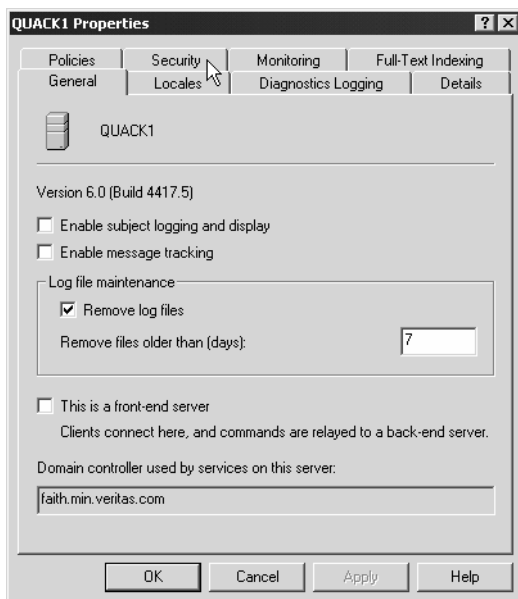 QUACK1 Properties
Policies Security Monitoring Full-Text Indexing
General Locales Diagnostics Logging Details
QUACK1
Version 6.0 (Build 4417.5)
Enable subject logging and display
Enable message tracking
Log file maintenance
Remove log files
Remove files older than (days): 7
This is a front-end server
Clients connect here, and commands are relayed to a back-end server.
Domain controller used by services on this server:
faith.min.veritas.com
OK Cancel Apply Help